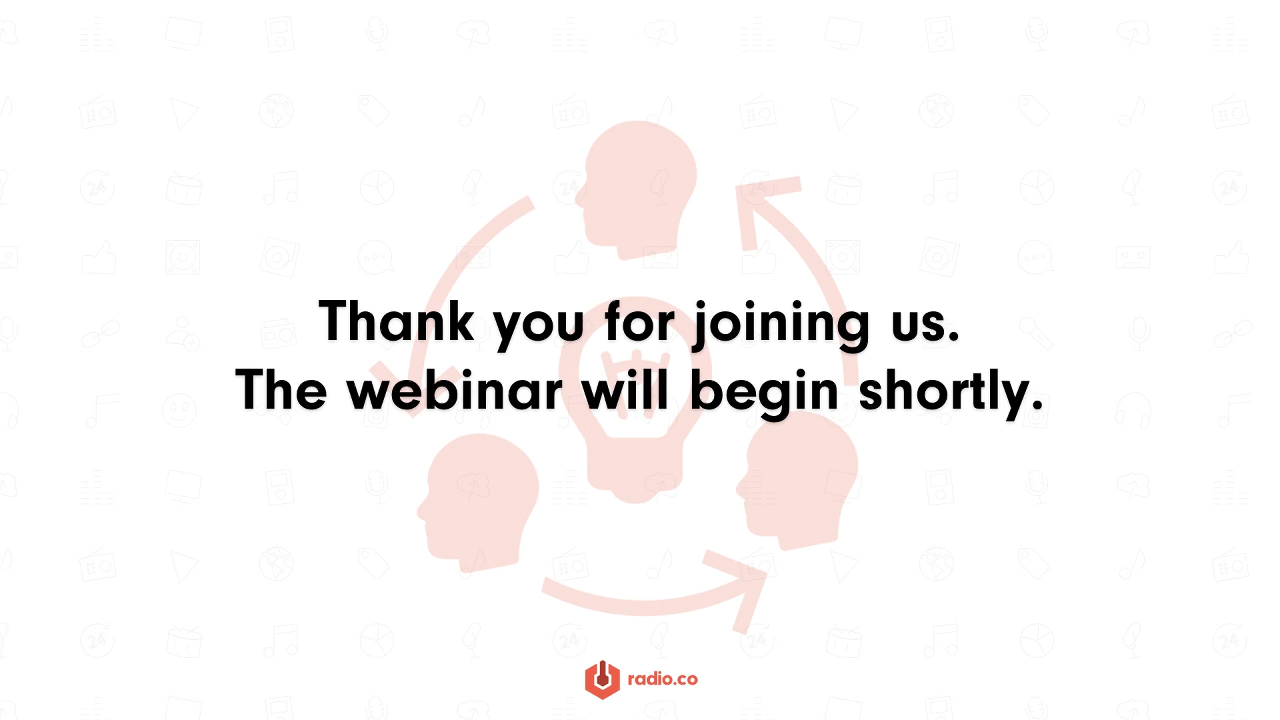 Thank you for joining us.
The webinar will begin shortly.
radio.co